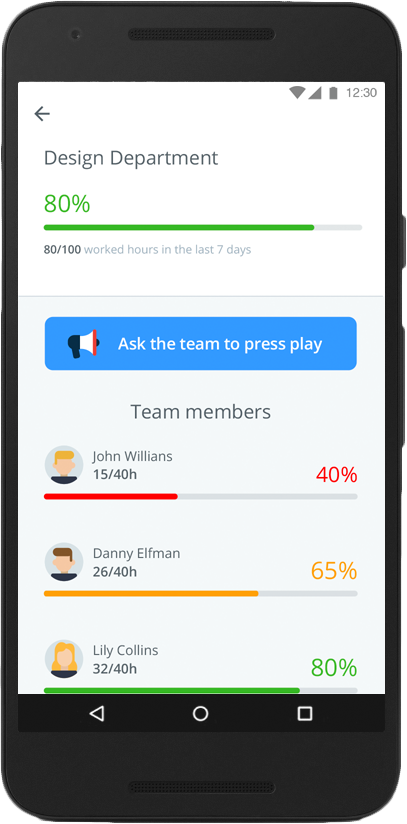 12:30
Design Department
80%
80/100 worked hours in the last 7 days
Ask the team to press play
Team members
John Willians
15/40h
40%
Danny Elfman
26/40h
65%
Lily Collins
32/40h
80%